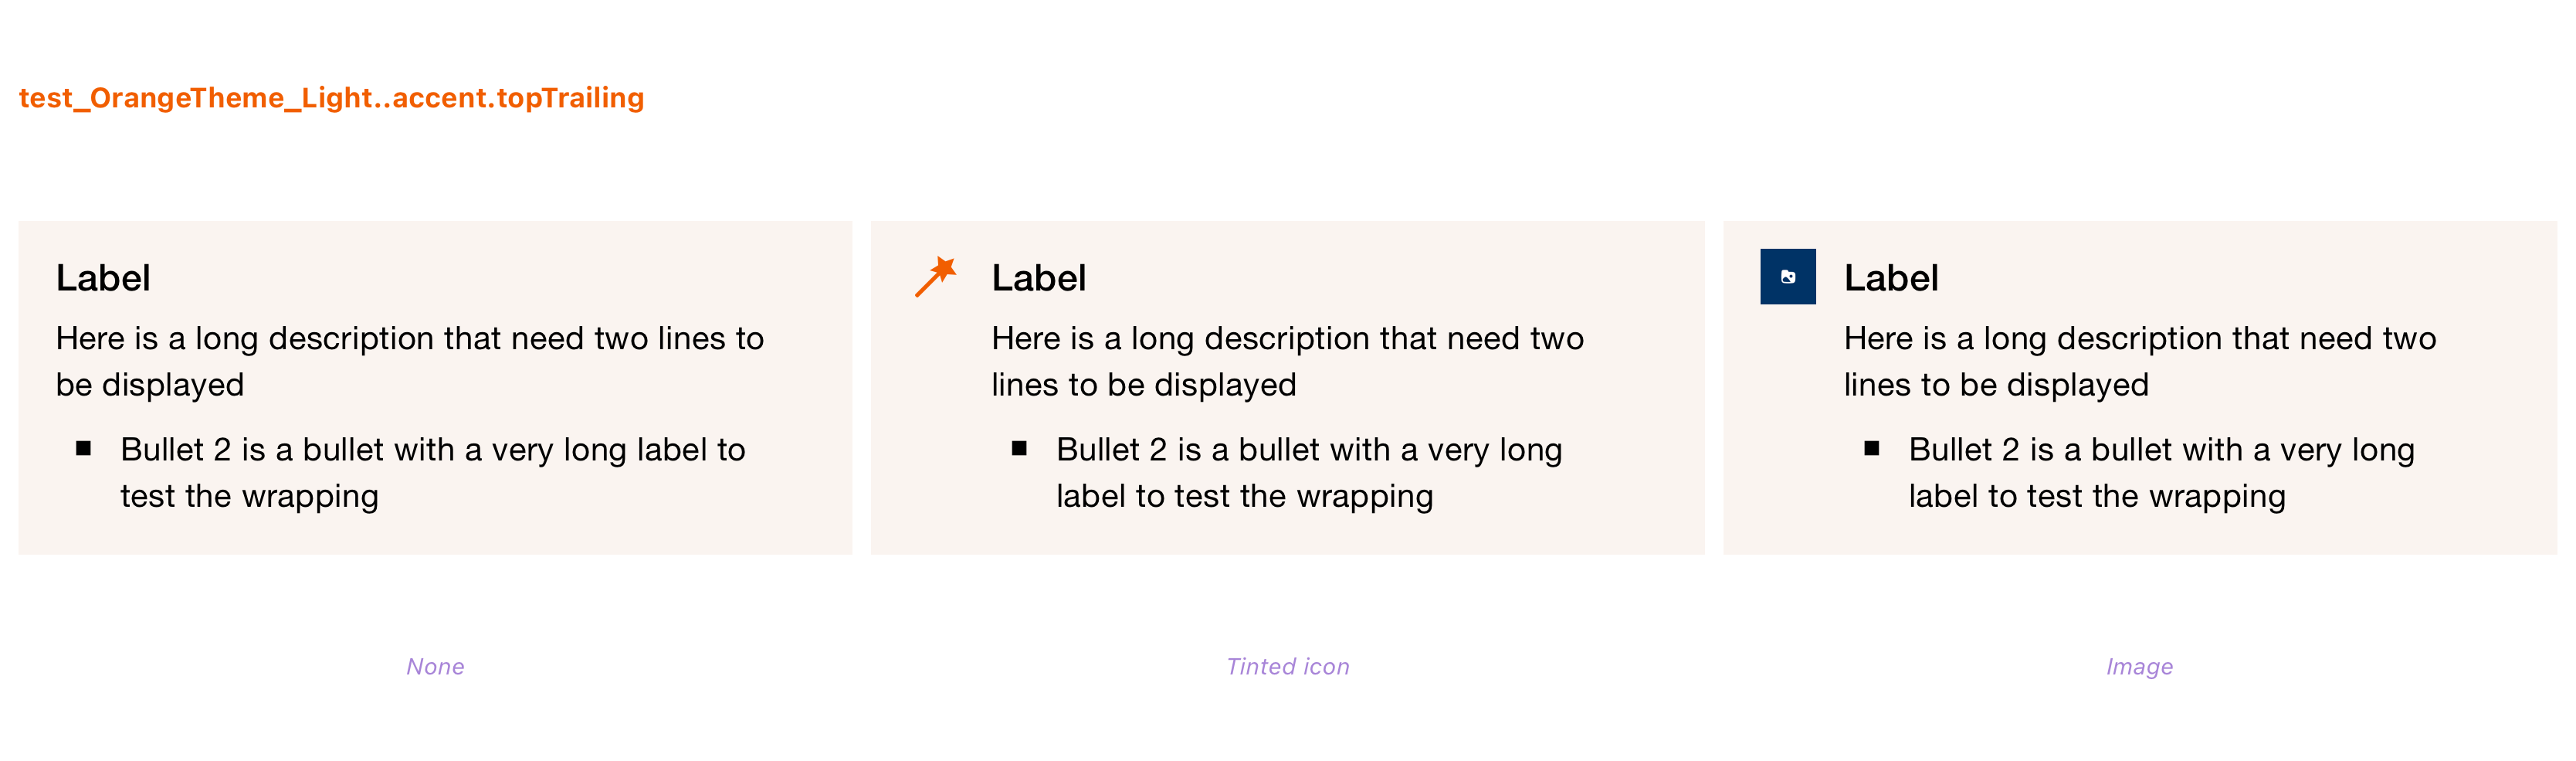 test_OrangeTheme_Light..accent.topTrailing
Label
Here is a long description that need two lines to
be displayed
■ Bullet 2 is a bullet with a very long label to
test the wrapping
Label
Here is a long description that need two
lines to be displayed
■ Bullet 2 is a bullet with a very long
label to test the wrapping
Label
Here is a long description that need two
lines to be displayed
■ Bullet 2 is a bullet with a very long
label to test the wrapping
None
Tinted icon
Image